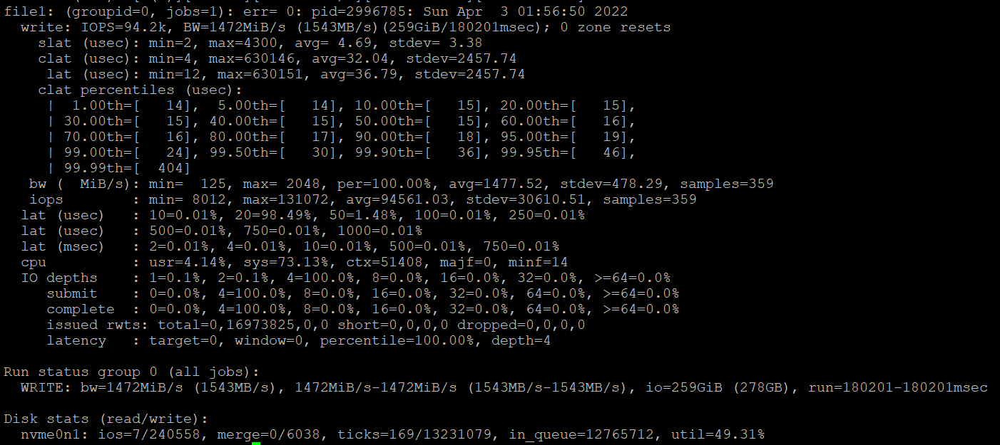 file1: (groupid=0, jobs=1): err= 0: pid=2996785: Sun Apr  3 01:56:50 2022
  write: IOPS=94.2k, BW=1472MiB/s (1543MB/s)(259GiB/180201msec); 0 zone resets
    slat (usec): min=2, max=4300, avg= 4.69, stdev= 3.38
    clat (usec): min=4, max=630146, avg=32.04, stdev=2457.74
     lat (usec): min=12, max=630151, avg=36.79, stdev=2457.74
    clat percentiles (usec):
     |  1.00th=[   14],  5.00th=[   14], 10.00th=[   15], 20.00th=[   15],
     | 30.00th=[   15], 40.00th=[   15], 50.00th=[   15], 60.00th=[   16],
     | 70.00th=[   16], 80.00th=[   17], 90.00th=[   18], 95.00th=[   19],
     | 99.00th=[   24], 99.50th=[   30], 99.90th=[   36], 99.95th=[   46],
     | 99.99th=[  404]
   bw (  MiB/s): min=  125, max= 2048, per=100.00%, avg=1477.52, stdev=478.29, samples=359
   iops        : min= 8012, max=131072, avg=94561.03, stdev=30610.51, samples=359
  lat (usec)   : 10=0.01%, 20=98.49%, 50=1.48%, 100=0.01%, 250=0.01%
  lat (usec)   : 500=0.01%, 750=0.01%, 1000=0.01%
  lat (msec)   : 2=0.01%, 4=0.01%, 10=0.01%, 500=0.01%, 750=0.01%
  cpu          : usr=4.14%, sys=73.13%, ctx=51408, majf=0, minf=14
  IO depths    : 1=0.1%, 2=0.1%, 4=100.0%, 8=0.0%, 16=0.0%, 32=0.0%, >=64=0.0%
     submit    : 0=0.0%, 4=100.0%, 8=0.0%, 16=0.0%, 32=0.0%, 64=0.0%, >=64=0.0%
     complete  : 0=0.0%, 4=100.0%, 8=0.0%, 16=0.0%, 32=0.0%, 64=0.0%, >=64=0.0%
     issued rwts: total=0,16973825,0,0 short=0,0,0,0 dropped=0,0,0,0
     latency   : target=0, window=0, percentile=100.00%, depth=4

Run status group 0 (all jobs):
  WRITE: bw=1472MiB/s (1543MB/s), 1472MiB/s-1472MiB/s (1543MB/s-1543MB/s), io=259GiB (278GB), run=180201-180201msec

Disk stats (read/write):
  nvme0n1: ios=7/240558, merge=0/6038, ticks=169/13231079, in_queue=12765712, util=49.31%